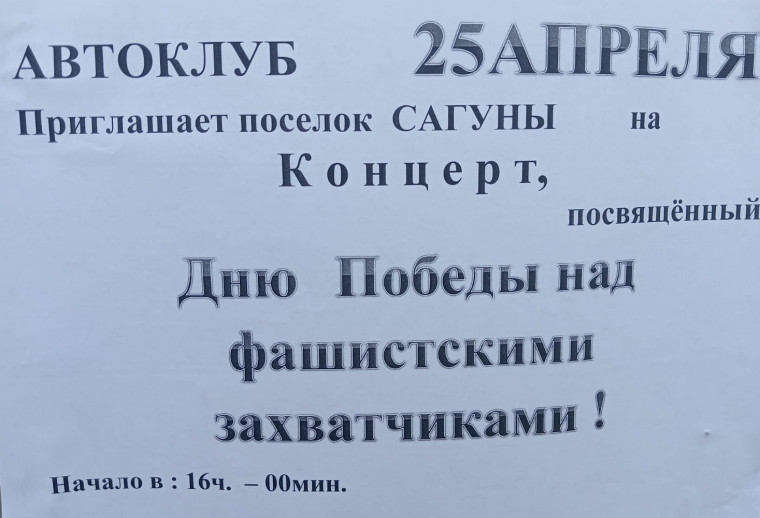 АВТОКЛУБ 25АПРЕЛЯ
Приглашает поселок САГУНЫ на
Концерт,
посвящённый
Дню Победы над
фашистскими
захватчиками !
Начало в : 16ч. – 00мин.